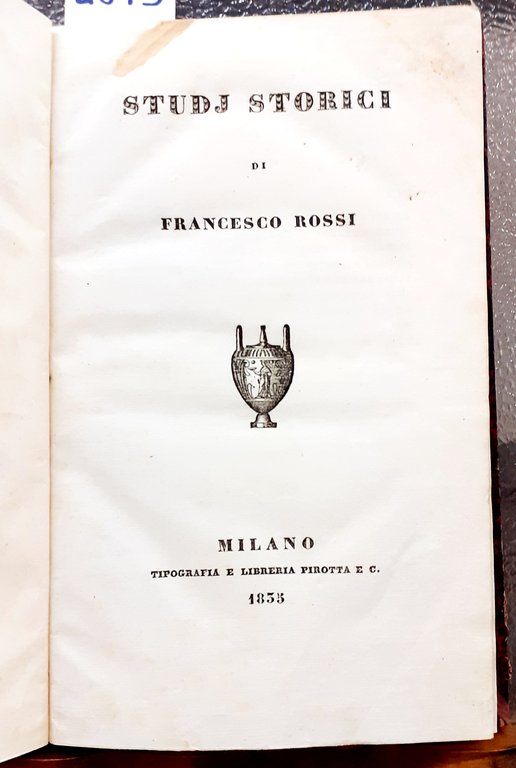 STUDJ STORICI
DI
FRANCESCO ROSSI
MILANO
TIPOGRAFIA E LIBRERIA PIROTTA E C.
1835